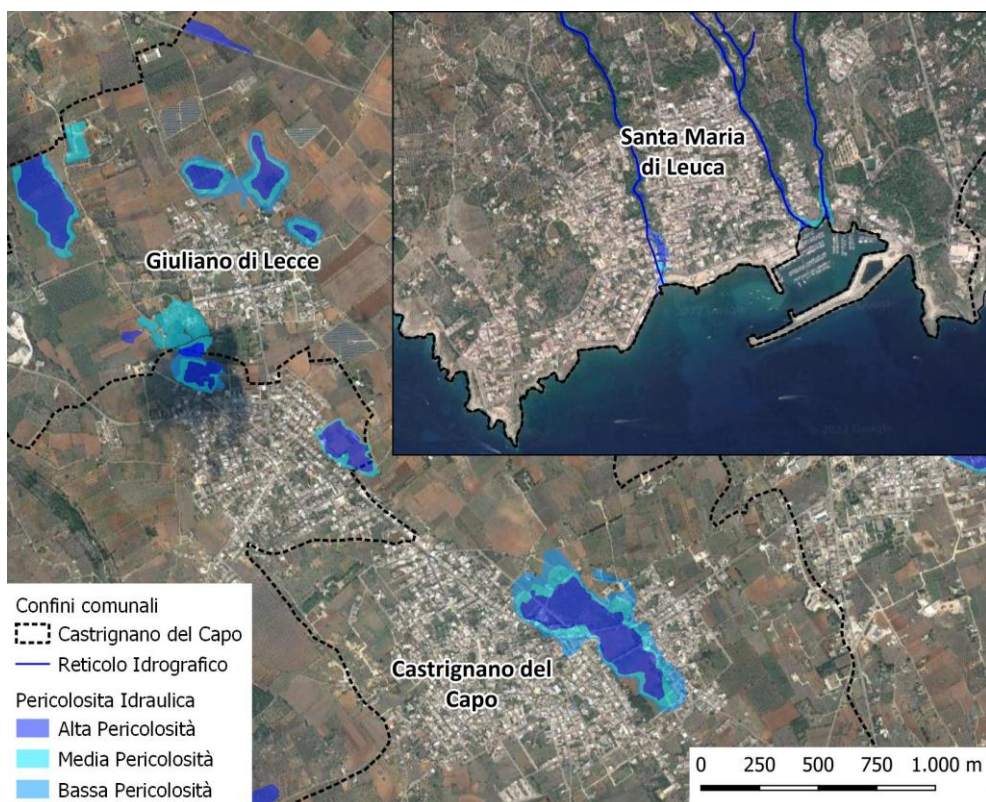 Santa Maria
di Leuca
Giuliano di Lecce
Castrignano del
Capo
Confini comunali
Castrignano del Capo
Reticolo Idrografico
Pericolosita Idraulica
Alta Pericolosità
Media Pericolosità
Bassa Pericolosità
0 250 500 750 1.000 m